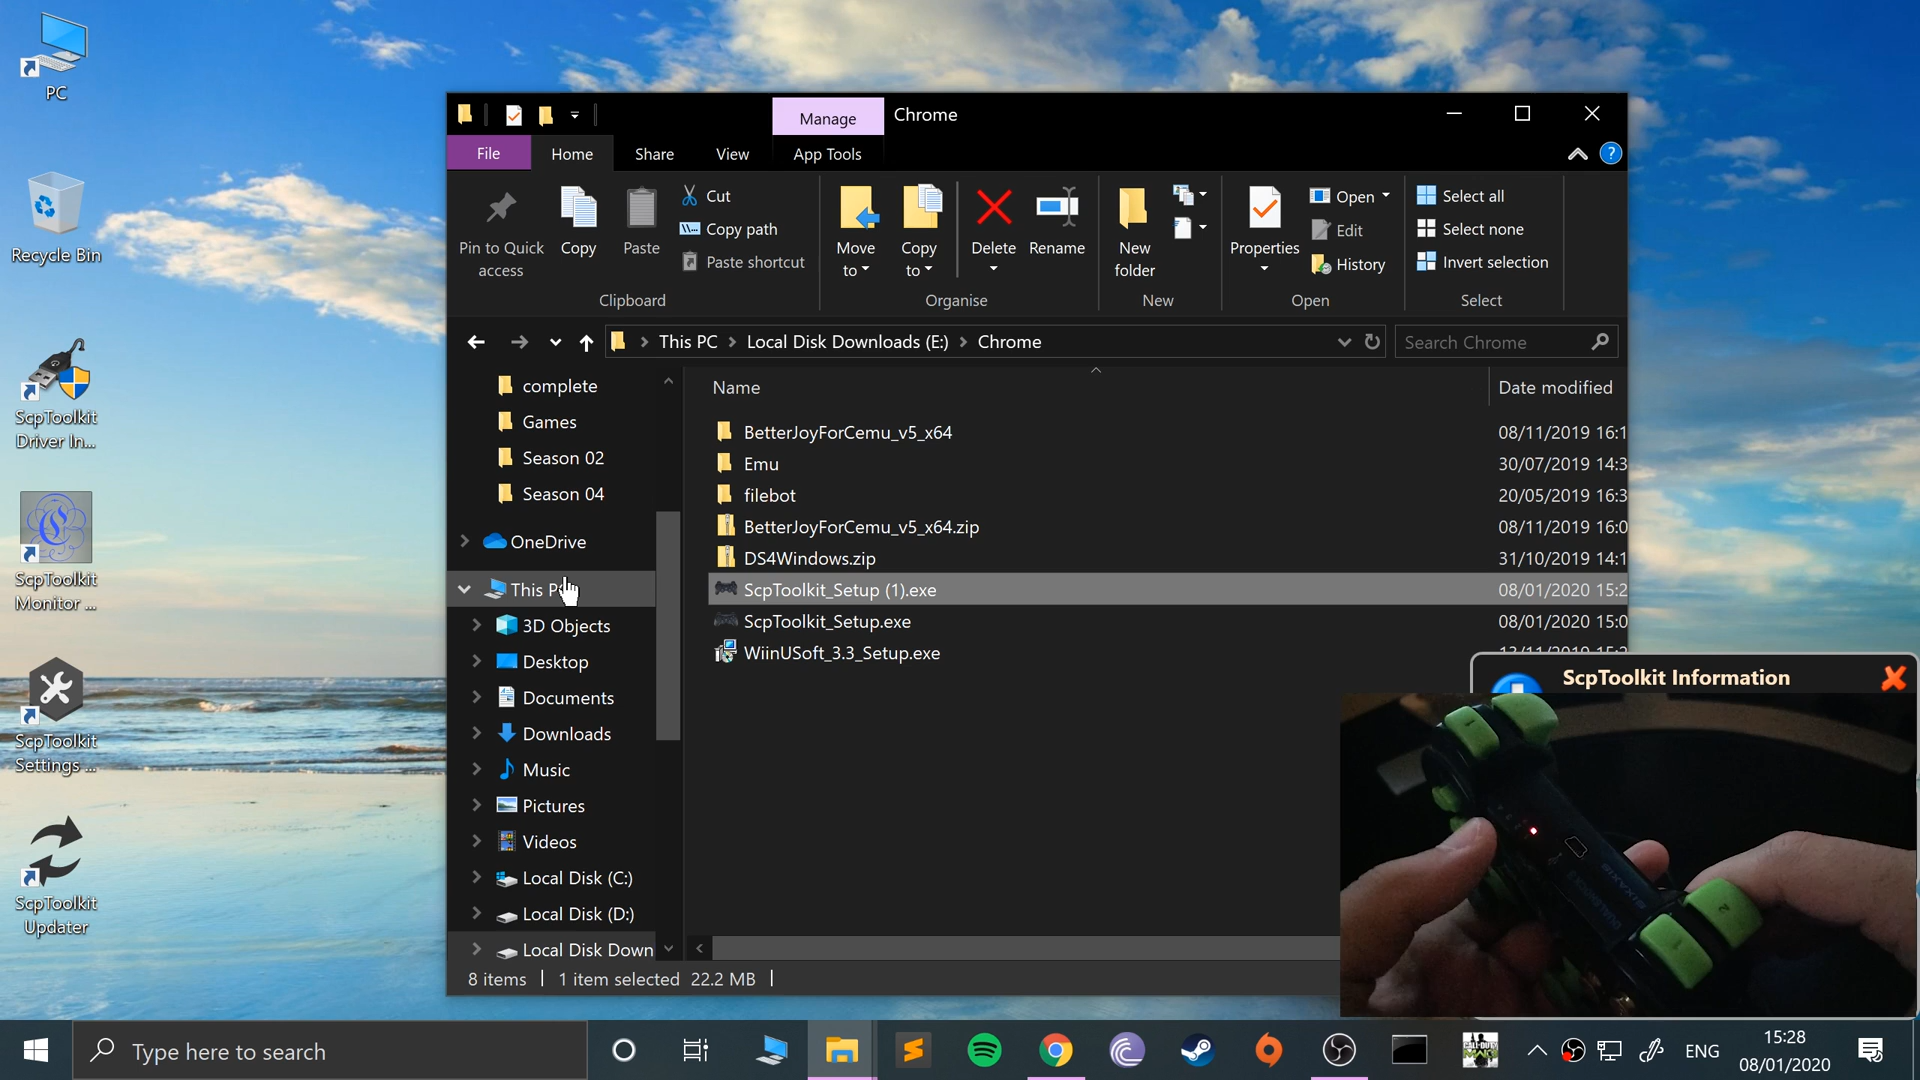 PC
Recycle Bin
ScpToolkit
Driver In...
ScpToolkit
Monitor ...
ScpToolkit
Settings ...
ScpToolkit
Updater
Manage
Chrome
File
Home
Share
View
App Tools
Pin to Quick
access
Copy
Paste
Cut
Copy path
Paste shortcut
Clipboard
Move
to
Copy
to
Delete
Rename
Organise
New
folder
New
Properties
Open
Edit
History
Open
Select all
Select none
Invert selection
Select
This PC
Local Disk Downloads (E:)
Chrome
Search Chrome
complete
Games
Season 02
Season 04
OneDrive
This P
3D Objects
Desktop
Documents
Downloads
Music
Pictures
Videos
Local Disk (C:)
Local Disk (D:)
Local Disk Down
Name
Date modified
BetterJoyForCemu_v5_x64
08/11/2019 16:1
Emu
30/07/2019 14:3
filebot
20/05/2019 16:3
BetterJoyForCemu_v5_x64.zip
08/11/2019 16:0
DS4Windows.zip
31/10/2019 14:1
ScpToolkit_Setup (1).exe
08/01/2020 15:2
ScpToolkit_Setup.exe
08/01/2020 15:0
WiinUSoft_3.3_Setup.exe
13/11/2019 15:2
ScpToolkit Information
8 items
1 item selected 22.2 MB
Type here to search
ENG
15:28
08/01/2020